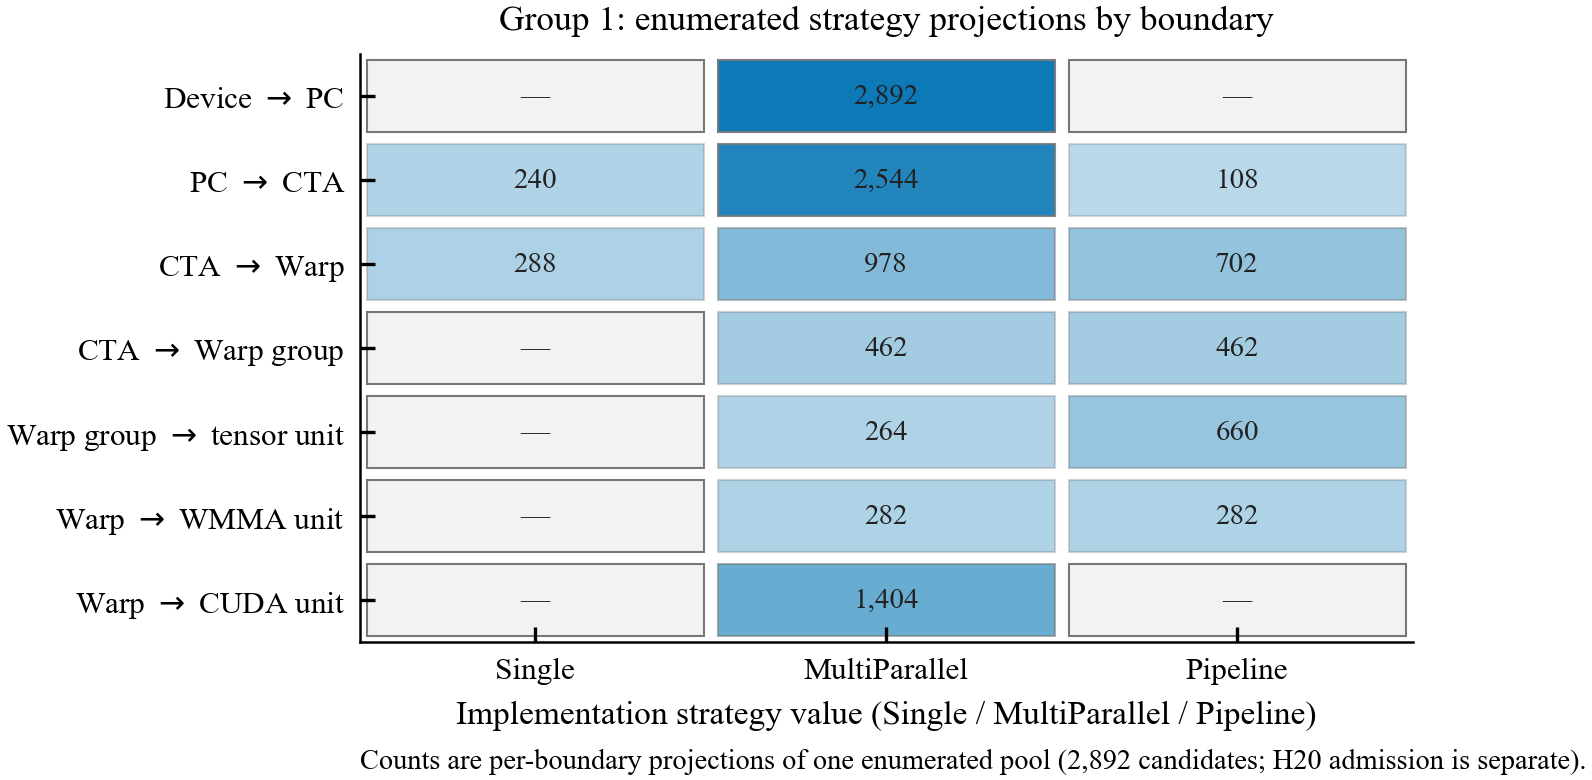 Group 1: enumerated strategy projections by boundary
Device → PC — 2,892 —
PC → CTA 240 2,544 108
CTA → Warp 288 978 702
CTA → Warp group — 462 462
Warp group → tensor unit — 264 660
Warp → WMMA unit — 282 282
Warp → CUDA unit — 1,404 —
Single MultiParallel Pipeline
Implementation strategy value (Single / MultiParallel / Pipeline)
Counts are per-boundary projections of one enumerated pool (2,892 candidates; H20 admission is separate).